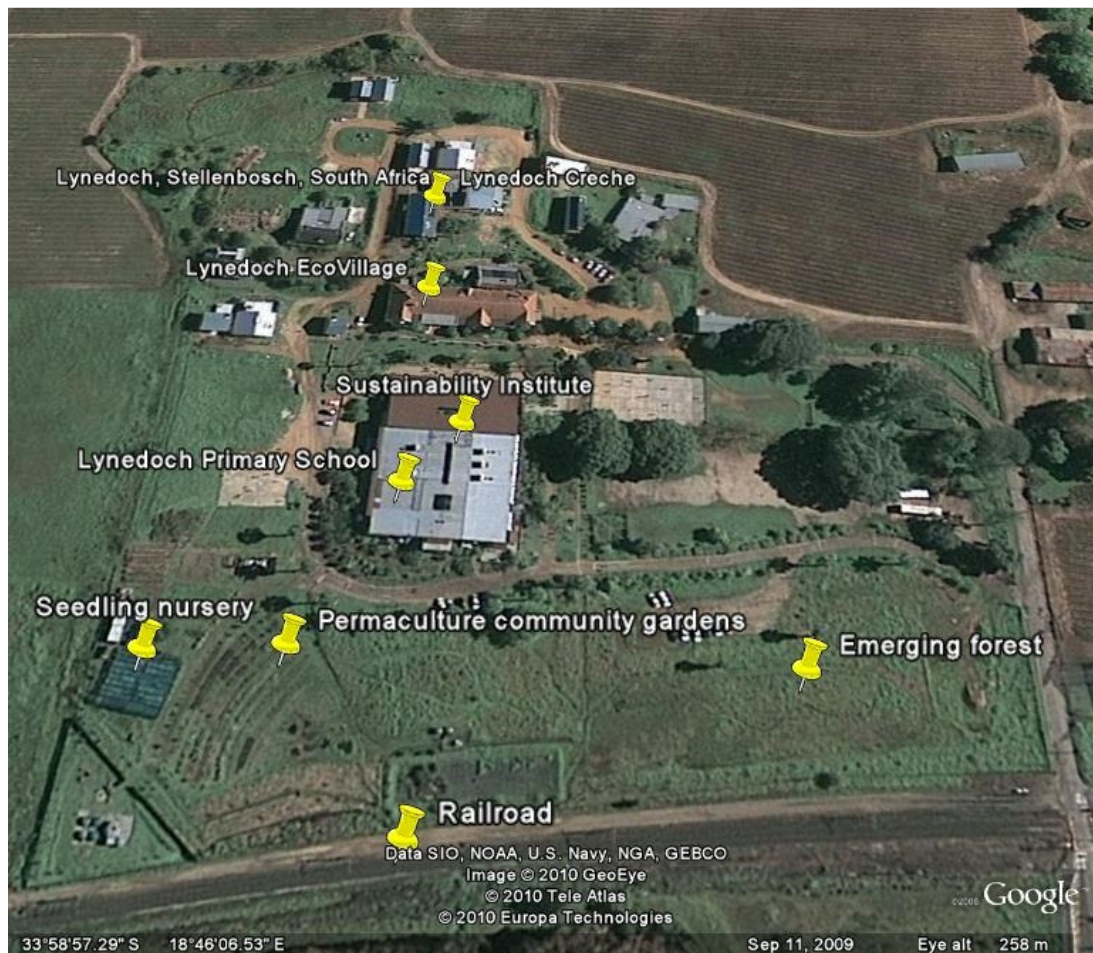 Lynedoch, Stellenbosch, South Africa
Lynedoch Creche
Lynedoch EcoVillage
Sustainability Institute
Lynedoch Primary School
Seedling nursery
Permaculture community gardens
Emerging forest
Railroad
Data SIO, NOAA, U.S. Navy, NGA, GEBCO
Image © 2010 GeoEye
© 2010 Tele Atlas
© 2010 Europa Technologies
©2008 Google
33°58'57.29" S 18°46'06.53" E Sep 11, 2009 Eye alt 258 m